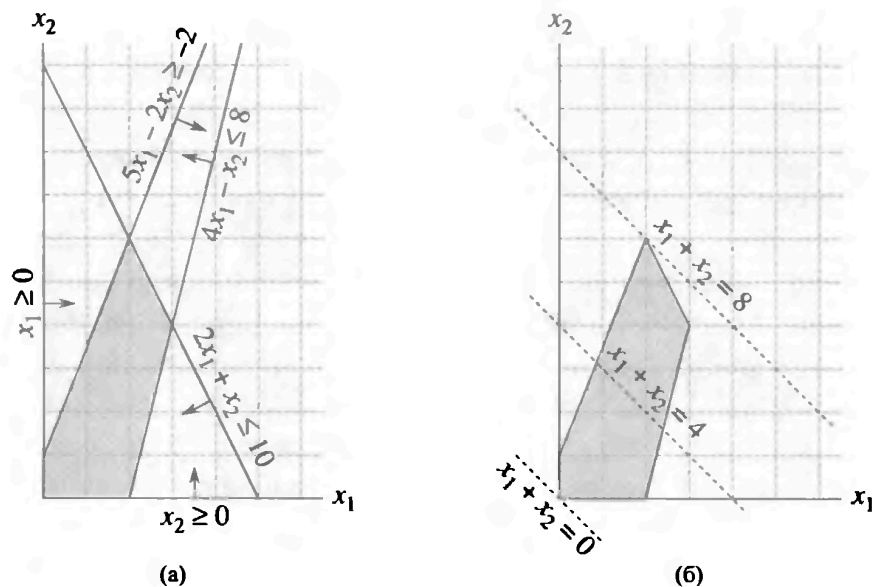 x₂
5x₁ − 2x₂ ≥ −2
4x₁ − x₂ ≤ 8
x₁ ≥ 0
2x₁ + x₂ ≤ 10
x₂ ≥ 0
x₁
(а)
x₂
x₁ + x₂ = 8
x₁ + x₂ = 4
x₁ + x₂ = 0
x₁
(б)